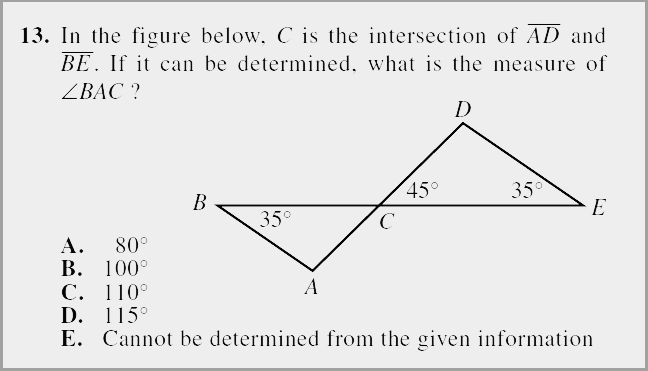 13. In the figure below, C is the intersection of AD and
BE. If it can be determined, what is the measure of
∠BAC ?
D
B
45°
35°
E
35°
C
A
A. 80°
B. 100°
C. 110°
D. 115°
E. Cannot be determined from the given information